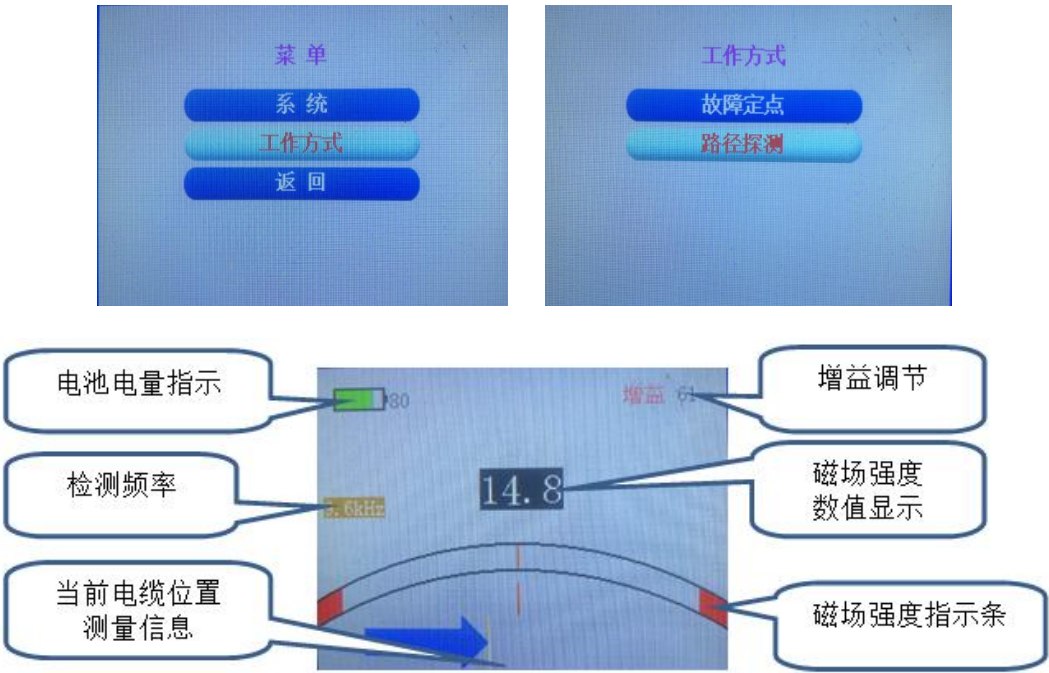 菜 单
系 统
工作方式
返 回
工作方式
故障定点
路径探测
电池电量指示
80
增益 61
增益调节
检测频率
.6kHz
14.8
磁场强度
数值显示
当前电缆位置
测量信息
磁场强度指示条